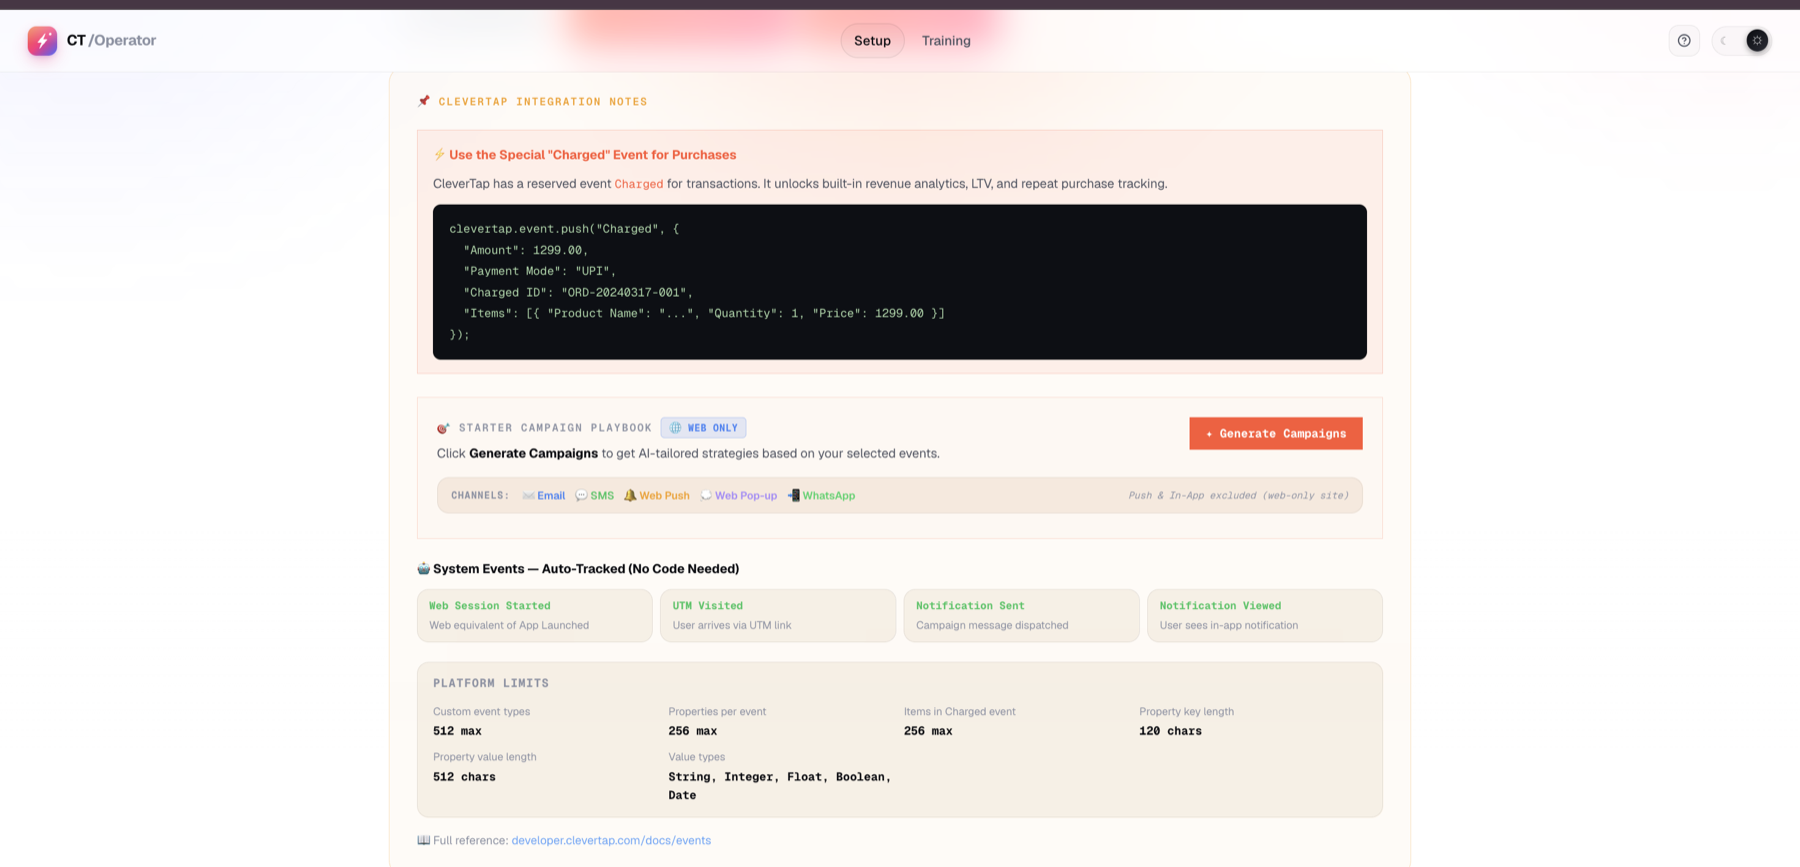 CT /Operator
Setup
Training
📌 CLEVERTAP INTEGRATION NOTES
⚡ Use the Special "Charged" Event for Purchases
CleverTap has a reserved event Charged for transactions. It unlocks built-in revenue analytics, LTV, and repeat purchase tracking.
clevertap.event.push("Charged", {
  "Amount": 1299.00,
  "Payment Mode": "UPI",
  "Charged ID": "ORD-20240317-001",
  "Items": [{ "Product Name": "...", "Quantity": 1, "Price": 1299.00 }]
});
🎯 STARTER CAMPAIGN PLAYBOOK 🌐 WEB ONLY
✦ Generate Campaigns
Click Generate Campaigns to get AI-tailored strategies based on your selected events.
CHANNELS: ✉️ Email 💬 SMS 🔔 Web Push 💭 Web Pop-up 📲 WhatsApp
Push & In-App excluded (web-only site)
🤖 System Events — Auto-Tracked (No Code Needed)
Web Session Started
Web equivalent of App Launched
UTM Visited
User arrives via UTM link
Notification Sent
Campaign message dispatched
Notification Viewed
User sees in-app notification
PLATFORM LIMITS
Custom event types
512 max
Properties per event
256 max
Items in Charged event
256 max
Property key length
120 chars
Property value length
512 chars
Value types
String, Integer, Float, Boolean,
Date
📖 Full reference: developer.clevertap.com/docs/events